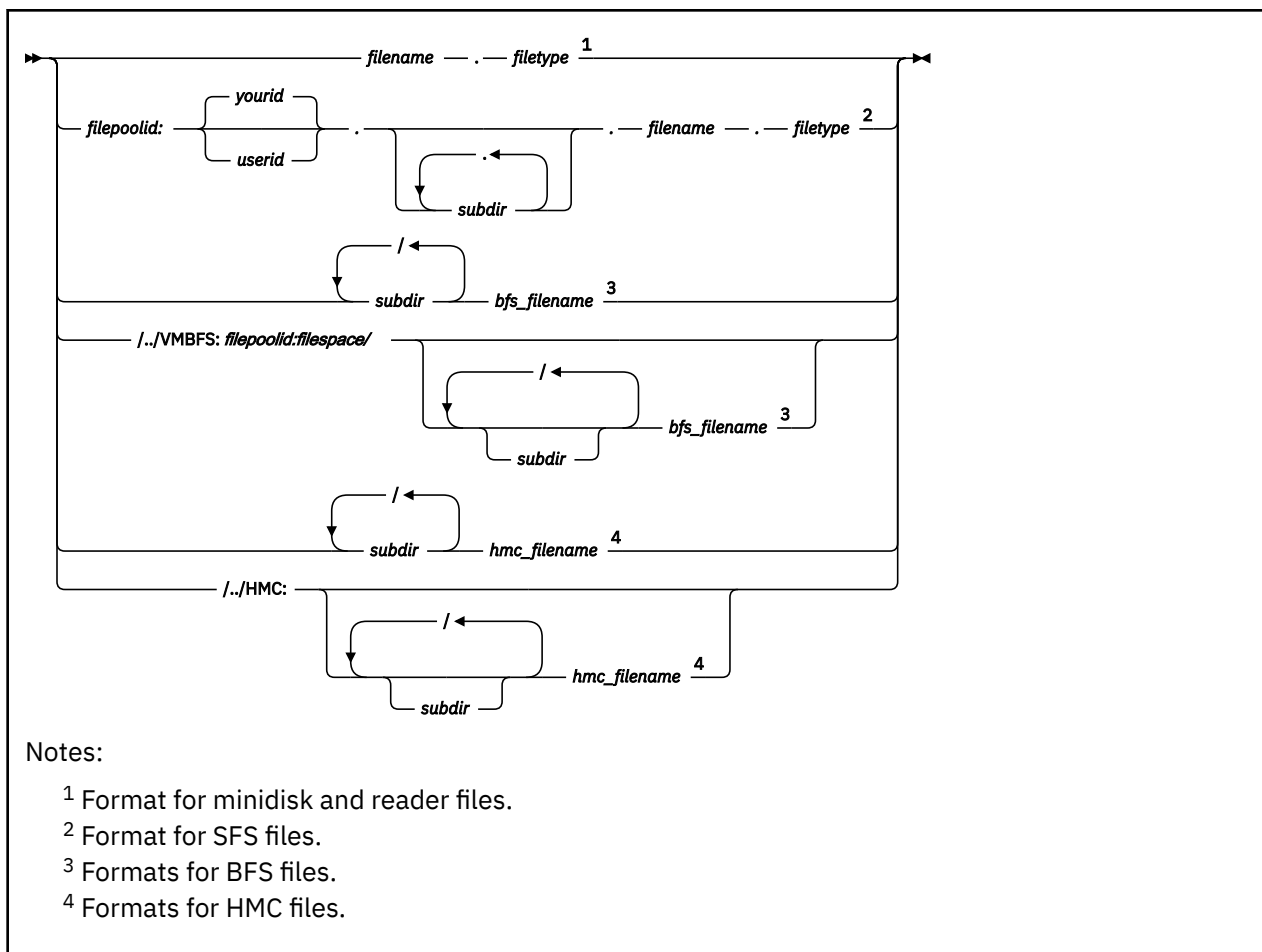 filename . filetype 1
yourid
filepoolid: . . filename . filetype 2
userid
.
subdir
/
subdir bfs_filename 3
/../VMBFS: filepoolid:filespace/
/
bfs_filename 3
subdir
/
subdir hmc_filename 4
/../HMC:
/
hmc_filename 4
subdir
Notes:
1 Format for minidisk and reader files.
2 Format for SFS files.
3 Formats for BFS files.
4 Formats for HMC files.